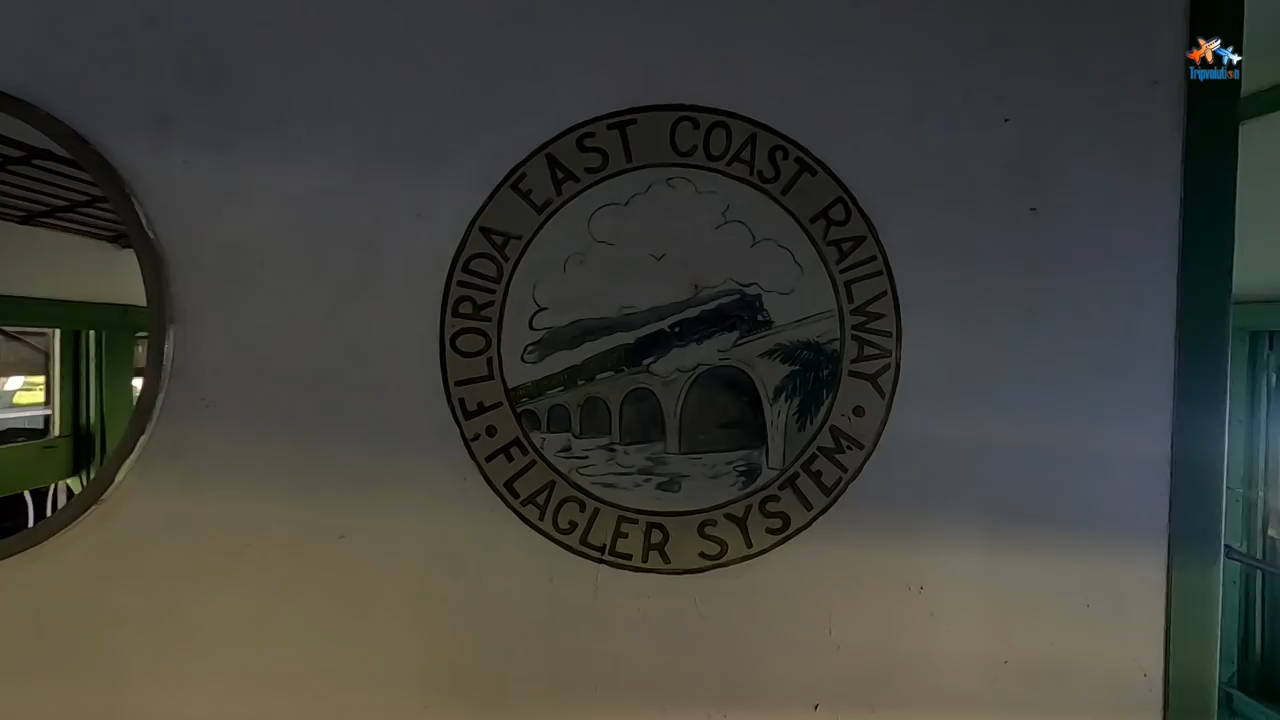 FLORIDA EAST COAST RAILWAY
• FLAGLER SYSTEM •
Tripvolution